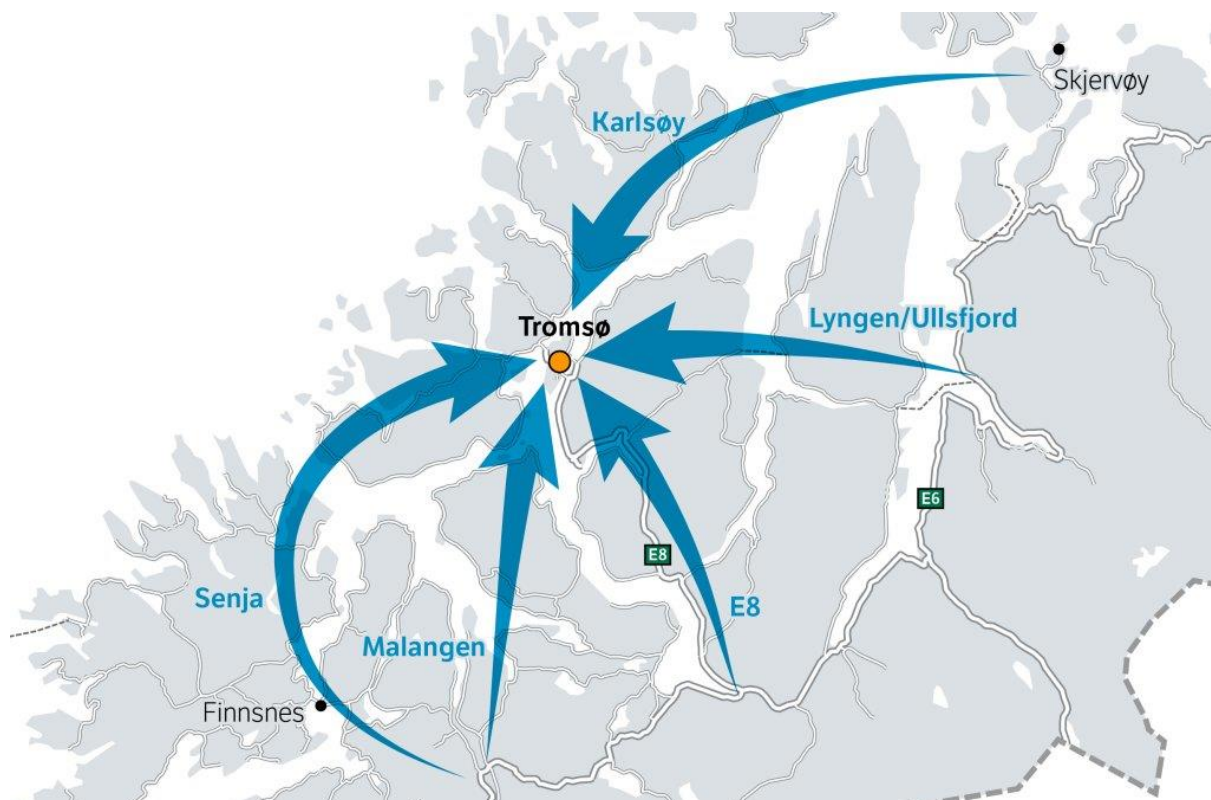 Skjervøy
Karlsøy
Lyngen/Ullsfjord
Tromsø
E6
E8
Senja
E8
Malangen
Finnsnes